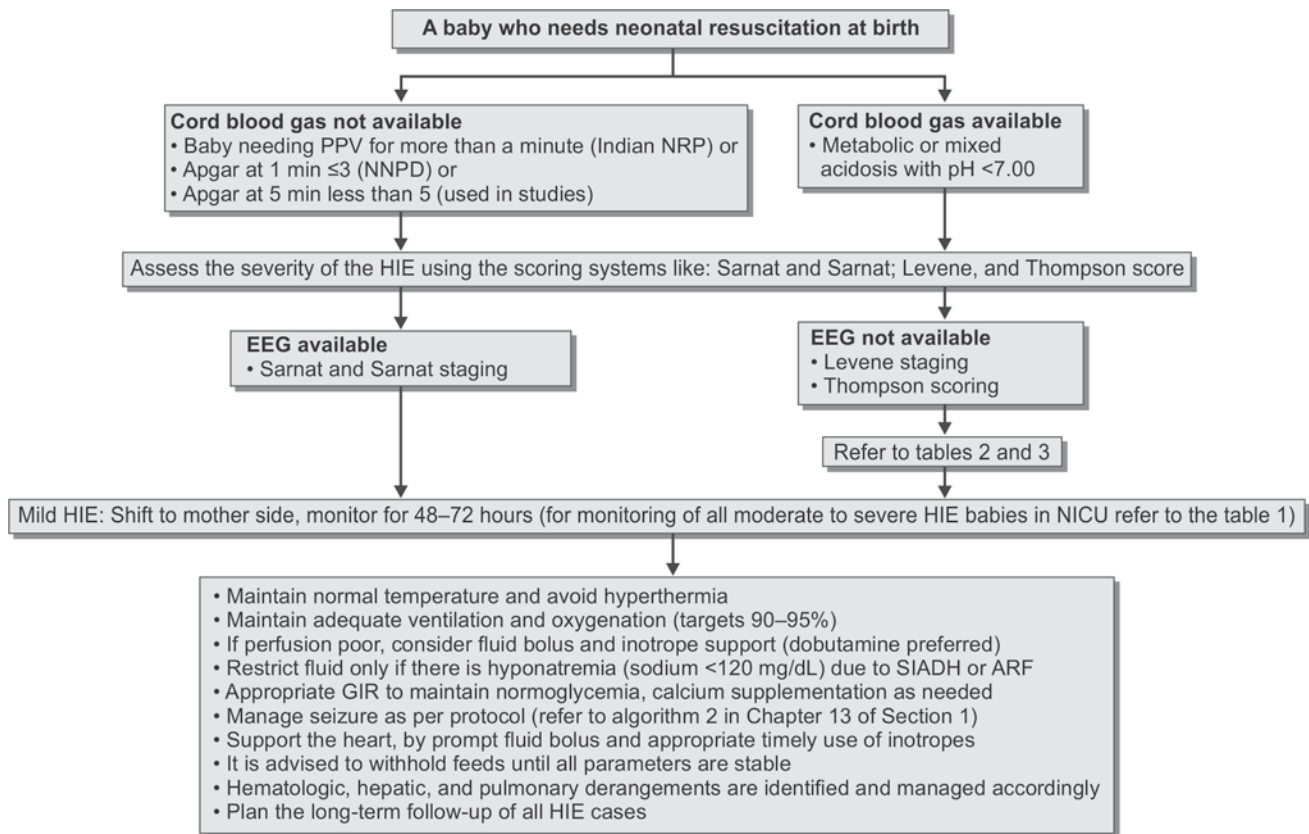 A baby who needs neonatal resuscitation at birth
Cord blood gas not available
• Baby needing PPV for more than a minute (Indian NRP) or
• Apgar at 1 min ≤3 (NNPD) or
• Apgar at 5 min less than 5 (used in studies)
Cord blood gas available
• Metabolic or mixed
acidosis with pH <7.00
Assess the severity of the HIE using the scoring systems like: Sarnat and Sarnat; Levene, and Thompson score
EEG available
• Sarnat and Sarnat staging
EEG not available
• Levene staging
• Thompson scoring
Refer to tables 2 and 3
Mild HIE: Shift to mother side, monitor for 48–72 hours (for monitoring of all moderate to severe HIE babies in NICU refer to the table 1)
• Maintain normal temperature and avoid hyperthermia
• Maintain adequate ventilation and oxygenation (targets 90–95%)
• If perfusion poor, consider fluid bolus and inotrope support (dobutamine preferred)
• Restrict fluid only if there is hyponatremia (sodium <120 mg/dL) due to SIADH or ARF
• Appropriate GIR to maintain normoglycemia, calcium supplementation as needed
• Manage seizure as per protocol (refer to algorithm 2 in Chapter 13 of Section 1)
• Support the heart, by prompt fluid bolus and appropriate timely use of inotropes
• It is advised to withhold feeds until all parameters are stable
• Hematologic, hepatic, and pulmonary derangements are identified and managed accordingly
• Plan the long-term follow-up of all HIE cases